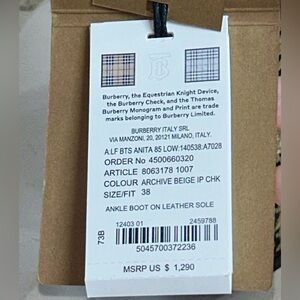 Burberry, the Equestrian Knight Device,
the Burberry Check, and the Thomas
Burberry Monogram and Print are trade
marks belonging to Burberry Limited.
BURBERRY ITALY SRL
VIA MANZONI, 20, 20121 MILANO, ITALY.
A:LF BTS ANITA 85 LOW:140538:A7028
ORDER No 4500660320
ARTICLE 8063178 1007
COLOUR ARCHIVE BEIGE IP CHK
SIZE/FIT 38
ANKLE BOOT ON LEATHER SOLE
12403 01 2459788
73B
5045700372236
MSRP US $ 1,290